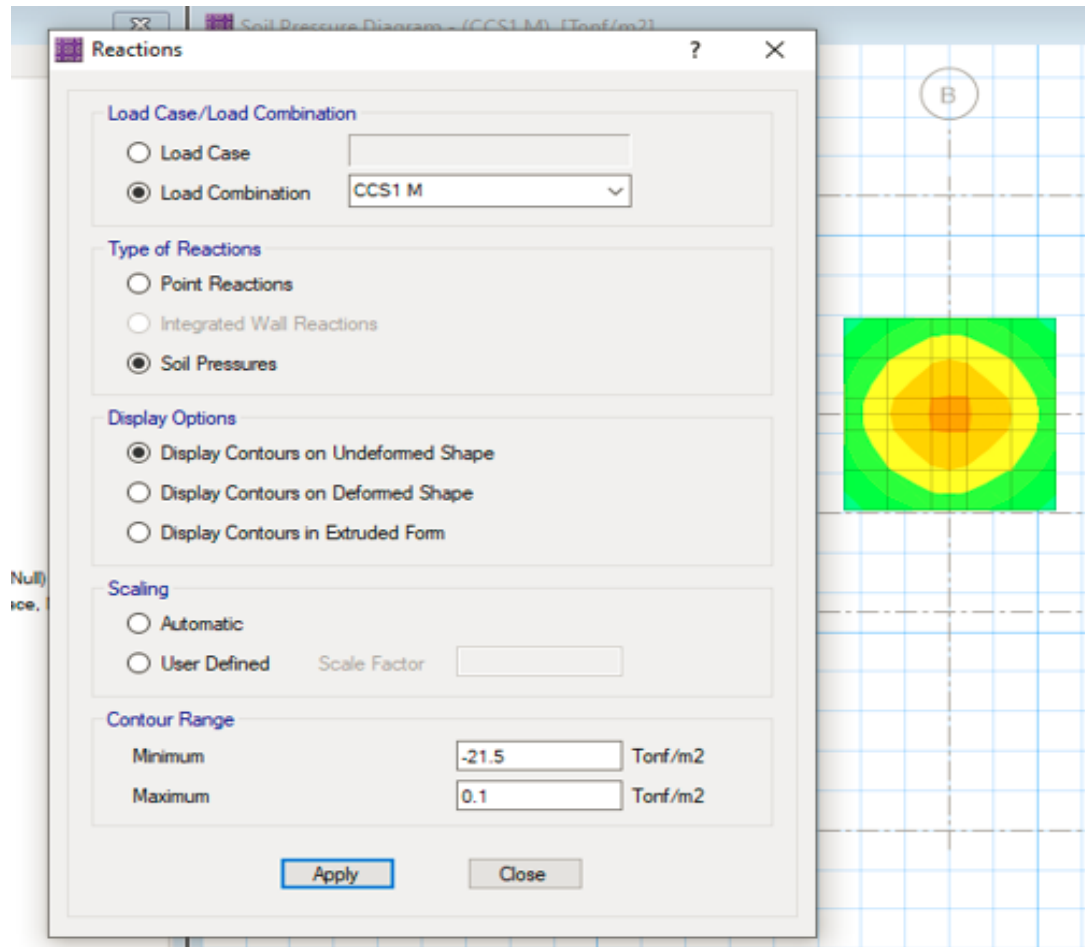 Soil Pressure Diagram - (CCS1 M) [Tonf/m2]
Reactions ?
B
Load Case/Load Combination
Load Case
Load Combination CCS1 M
Type of Reactions
Point Reactions
Integrated Wall Reactions
Soil Pressures
Display Options
Display Contours on Undeformed Shape
Display Contours on Deformed Shape
Display Contours in Extruded Form
Null)
Scaling
Automatic
User Defined Scale Factor
Contour Range
Minimum -21.5 Tonf/m2
Maximum 0.1 Tonf/m2
Apply Close